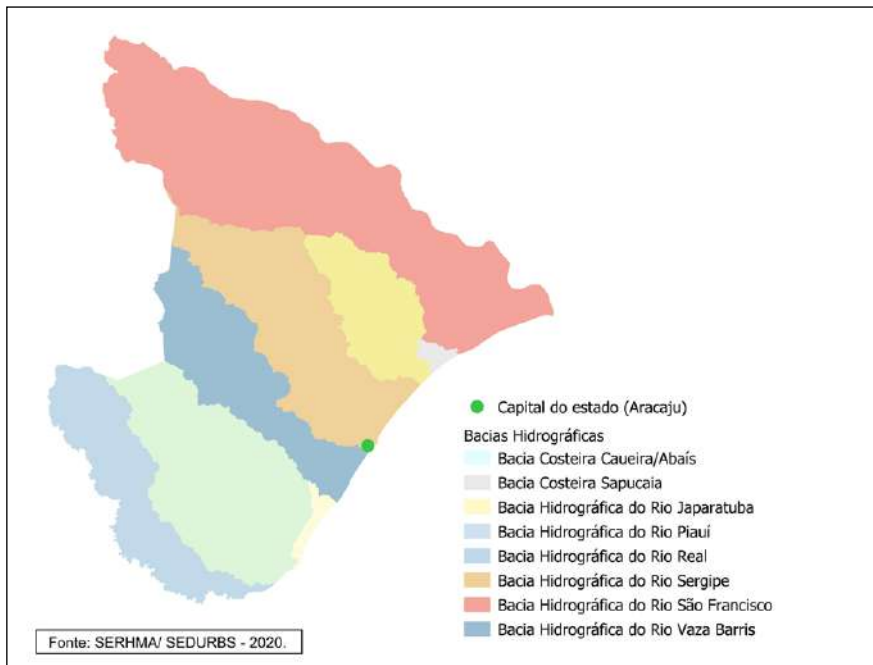 Capital do estado (Aracaju)
Bacias Hidrográficas
Bacia Costeira Caueira/Abaís
Bacia Costeira Sapucaia
Bacia Hidrográfica do Rio Japaratuba
Bacia Hidrográfica do Rio Piauí
Bacia Hidrográfica do Rio Real
Bacia Hidrográfica do Rio Sergipe
Bacia Hidrográfica do Rio São Francisco
Bacia Hidrográfica do Rio Vaza Barris
Fonte: SERHMA/ SEDURBS - 2020.